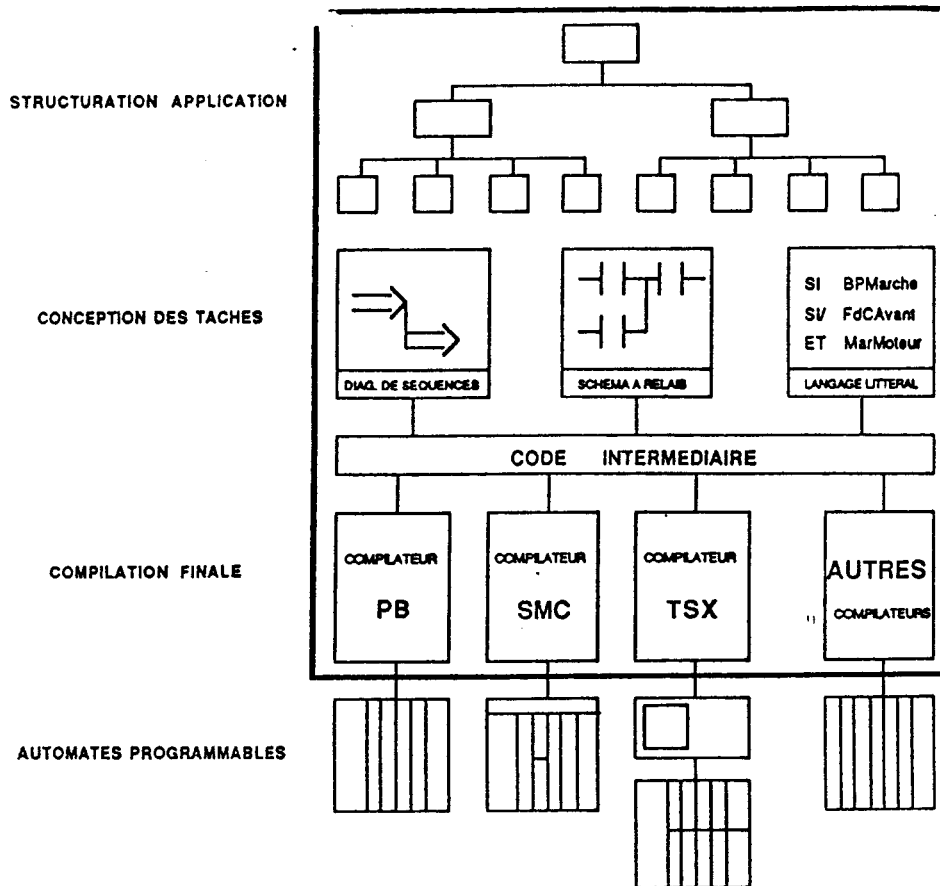 STRUCTURATION APPLICATION
CONCEPTION DES TACHES
SI BPMarche
SI/ FdCAvant
ET MarMoteur
DIAG. DE SEQUENCES
SCHEMA A RELAIS
LANGAGE LITTERAL
CODE INTERMEDIAIRE
COMPILATION FINALE
COMPILATEUR
PB
COMPILATEUR
SMC
COMPILATEUR
TSX
AUTRES
COMPILATEURS
AUTOMATES PROGRAMMABLES